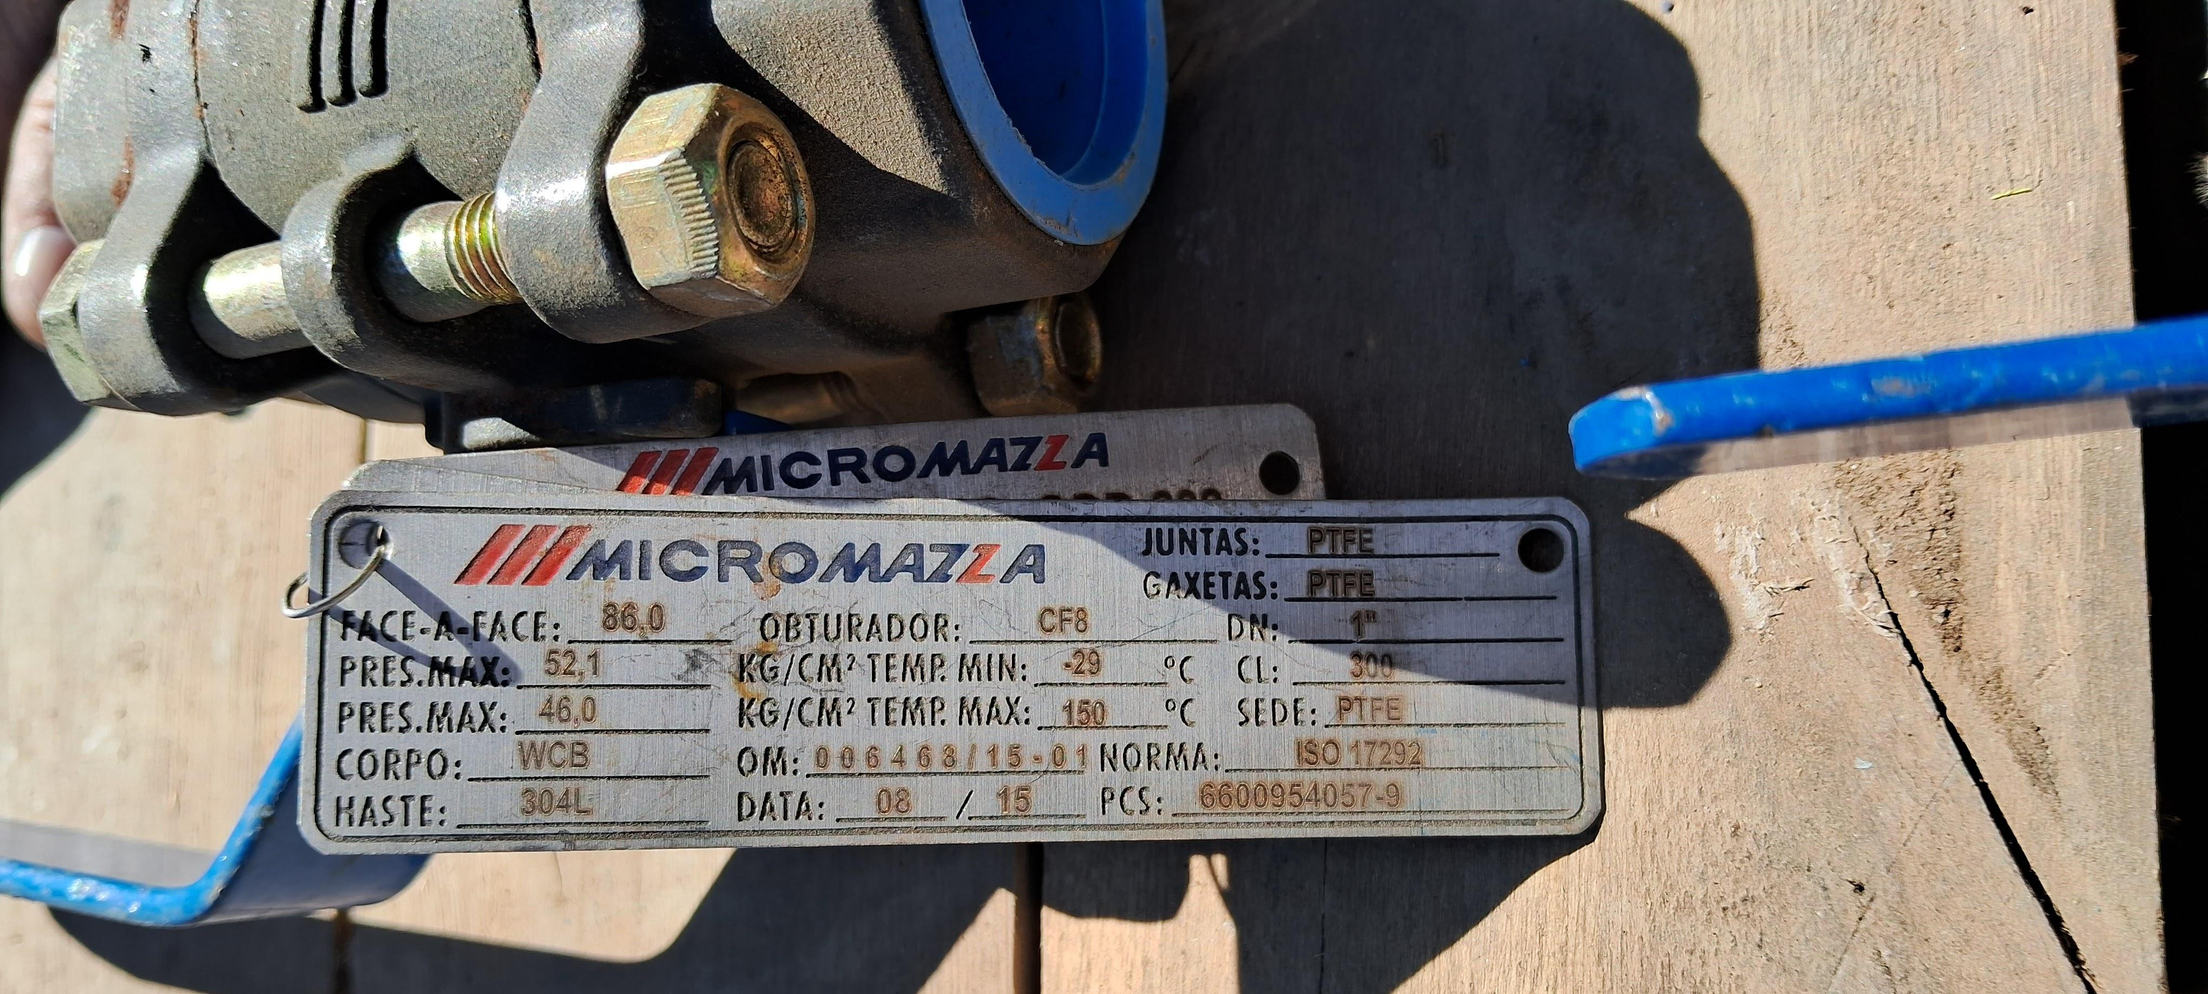 MICROMAZZA
MICROMAZZA
JUNTAS: PTFE
GAXETAS: PTFE
FACE-A-FACE: 86,0 OBTURADOR: CF8 DN: 1"
PRES.MAX: 52,1 KG/CM² TEMP. MIN: -29 °C CL: 300
PRES.MAX: 46,0 KG/CM² TEMP. MAX: 150 °C SEDE: PTFE
CORPO: WCB OM: 006468/15-01 NORMA: ISO 17292
HASTE: 304L DATA: 08 / 15 PCS: 6600954057-9